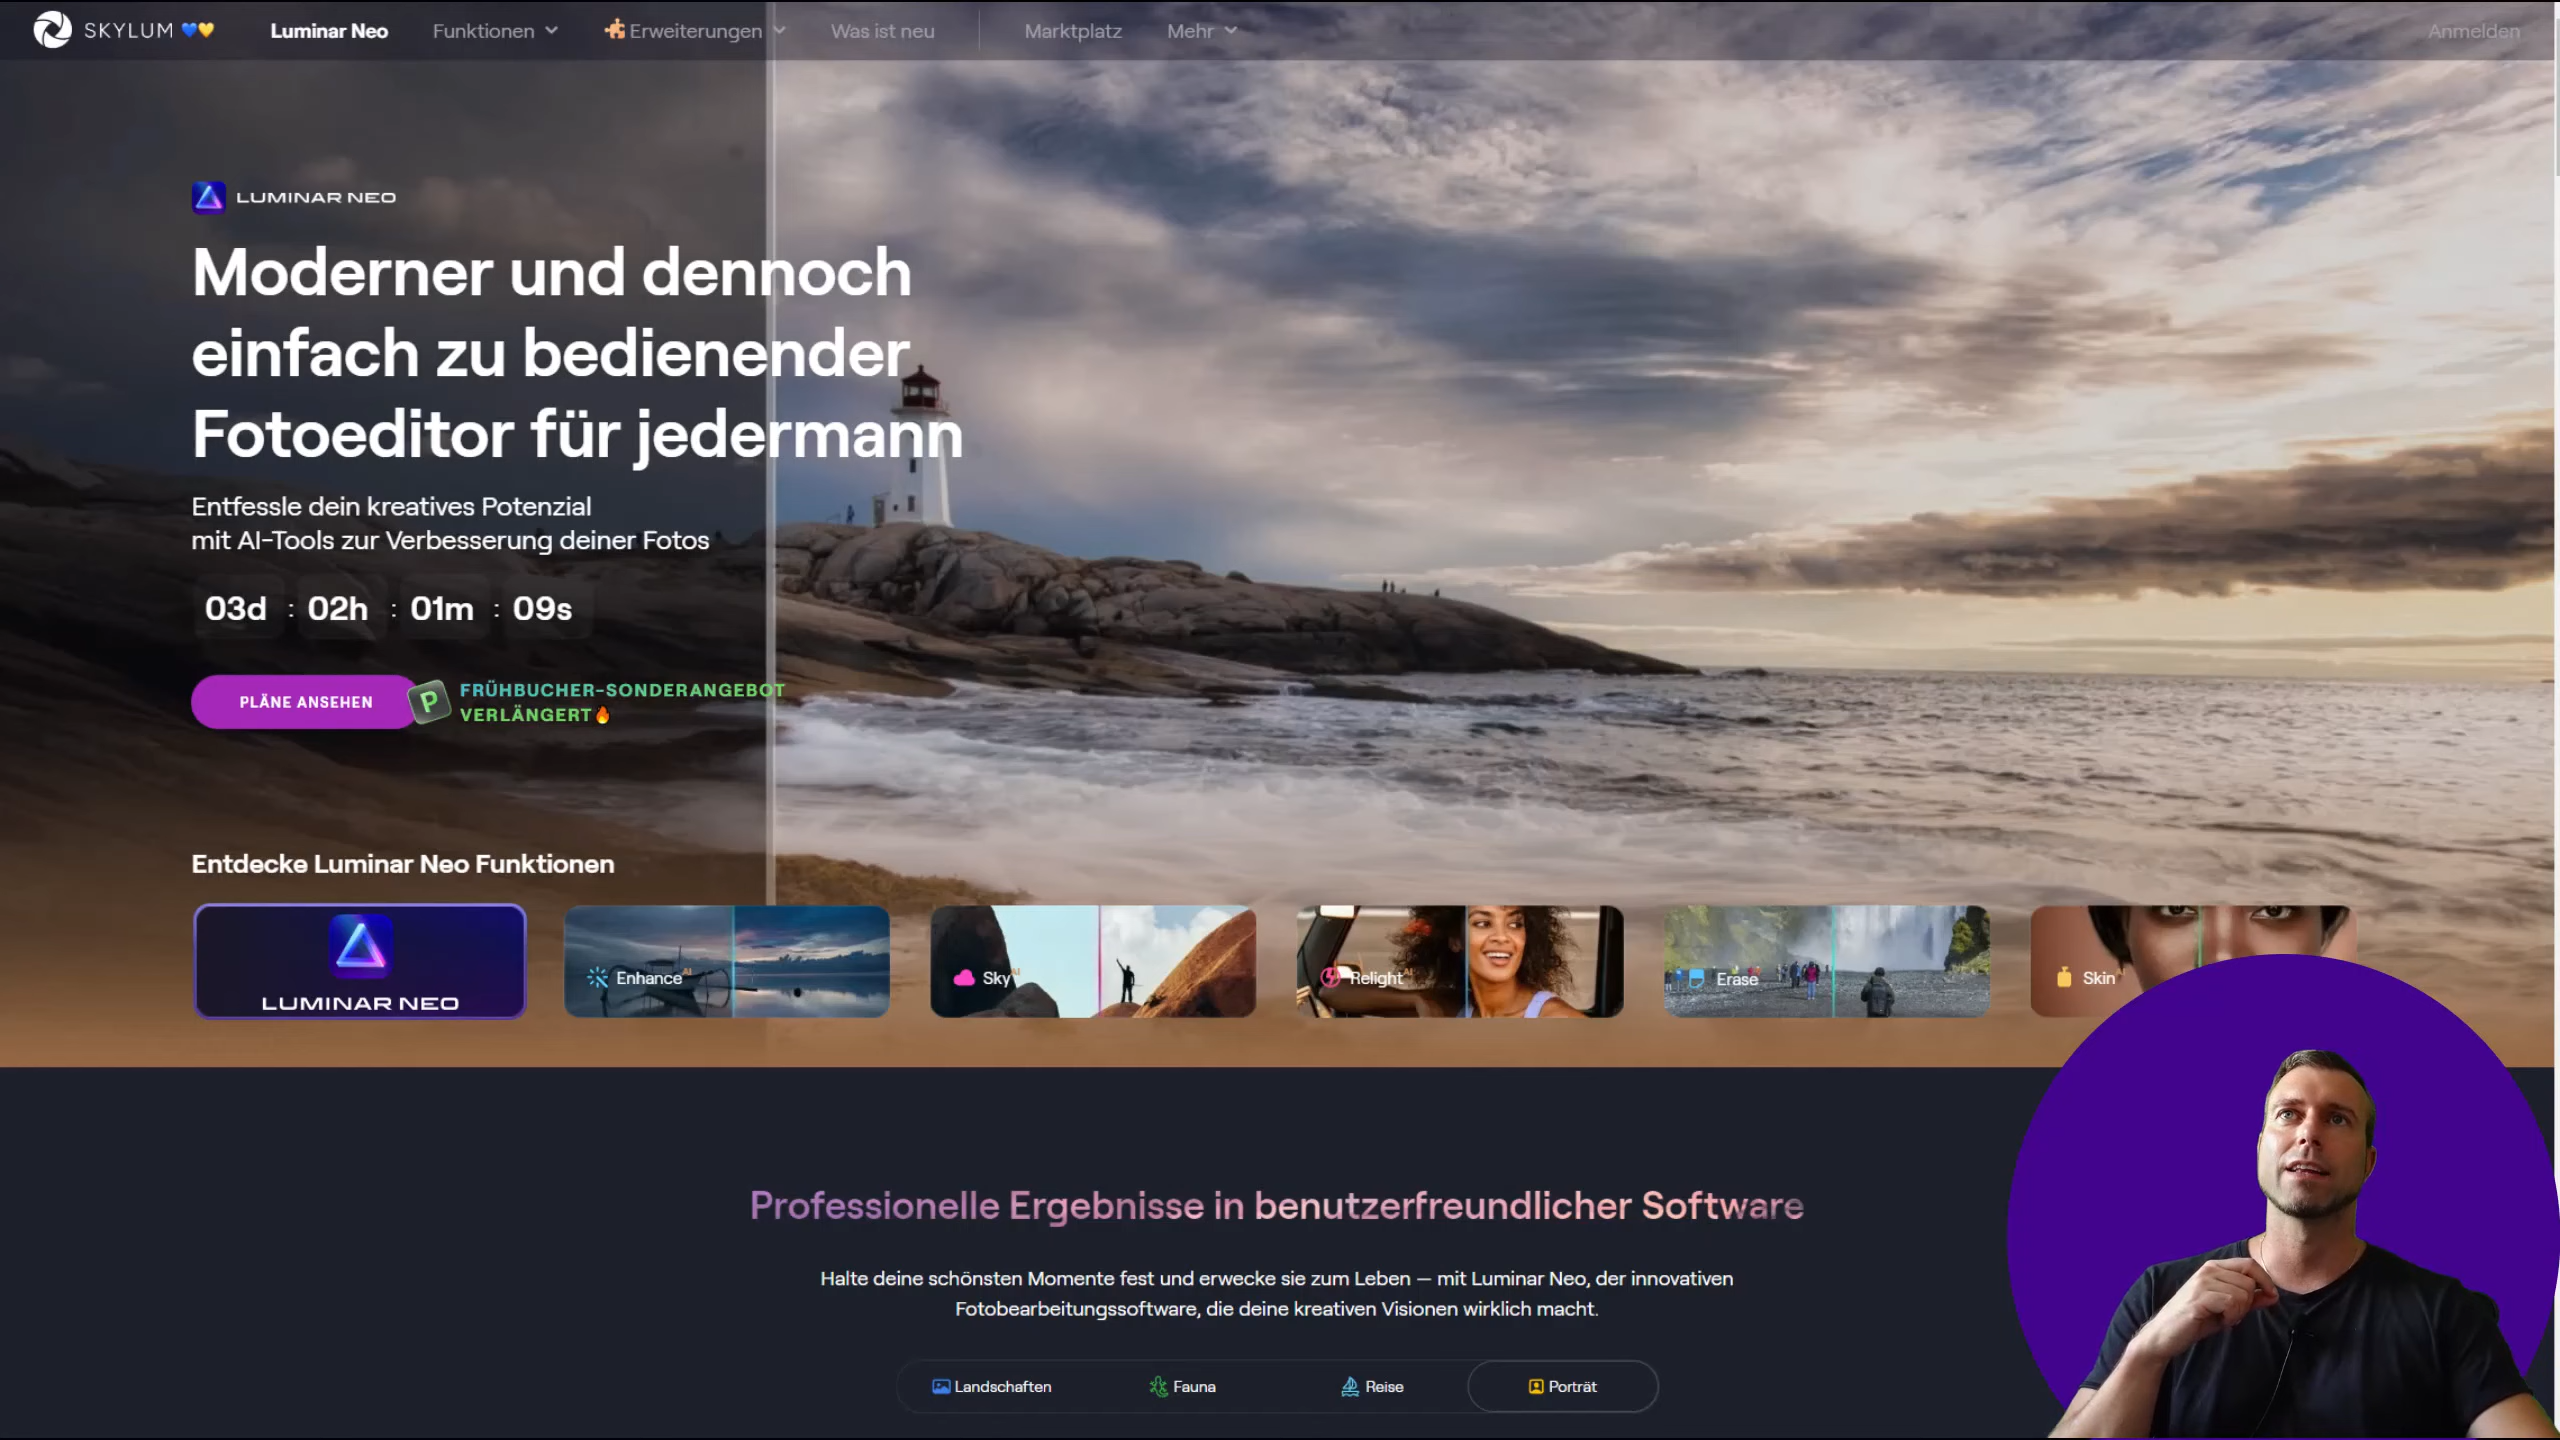 SKYLUM
Luminar Neo
Funktionen
Erweiterungen
Was ist neu
Marktplatz
Mehr
Anmelden
LUMINAR NEO
Moderner und dennoch
einfach zu bedienender
Fotoeditor für jedermann
Entfessle dein kreatives Potenzial
mit AI-Tools zur Verbesserung deiner Fotos
03d : 02h : 01m : 09s
PLÄNE ANSEHEN
P
FRÜHBUCHER-SONDERANGEBOT
VERLÄNGERT🔥
Entdecke Luminar Neo Funktionen
LUMINAR NEO
Enhance AI
Sky AI
Relight AI
Erase
Skin
Professionelle Ergebnisse in benutzerfreundlicher Software
Halte deine schönsten Momente fest und erwecke sie zum Leben — mit Luminar Neo, der innovativen
Fotobearbeitungssoftware, die deine kreativen Visionen wirklich macht.
Landschaften
Fauna
Reise
Porträt